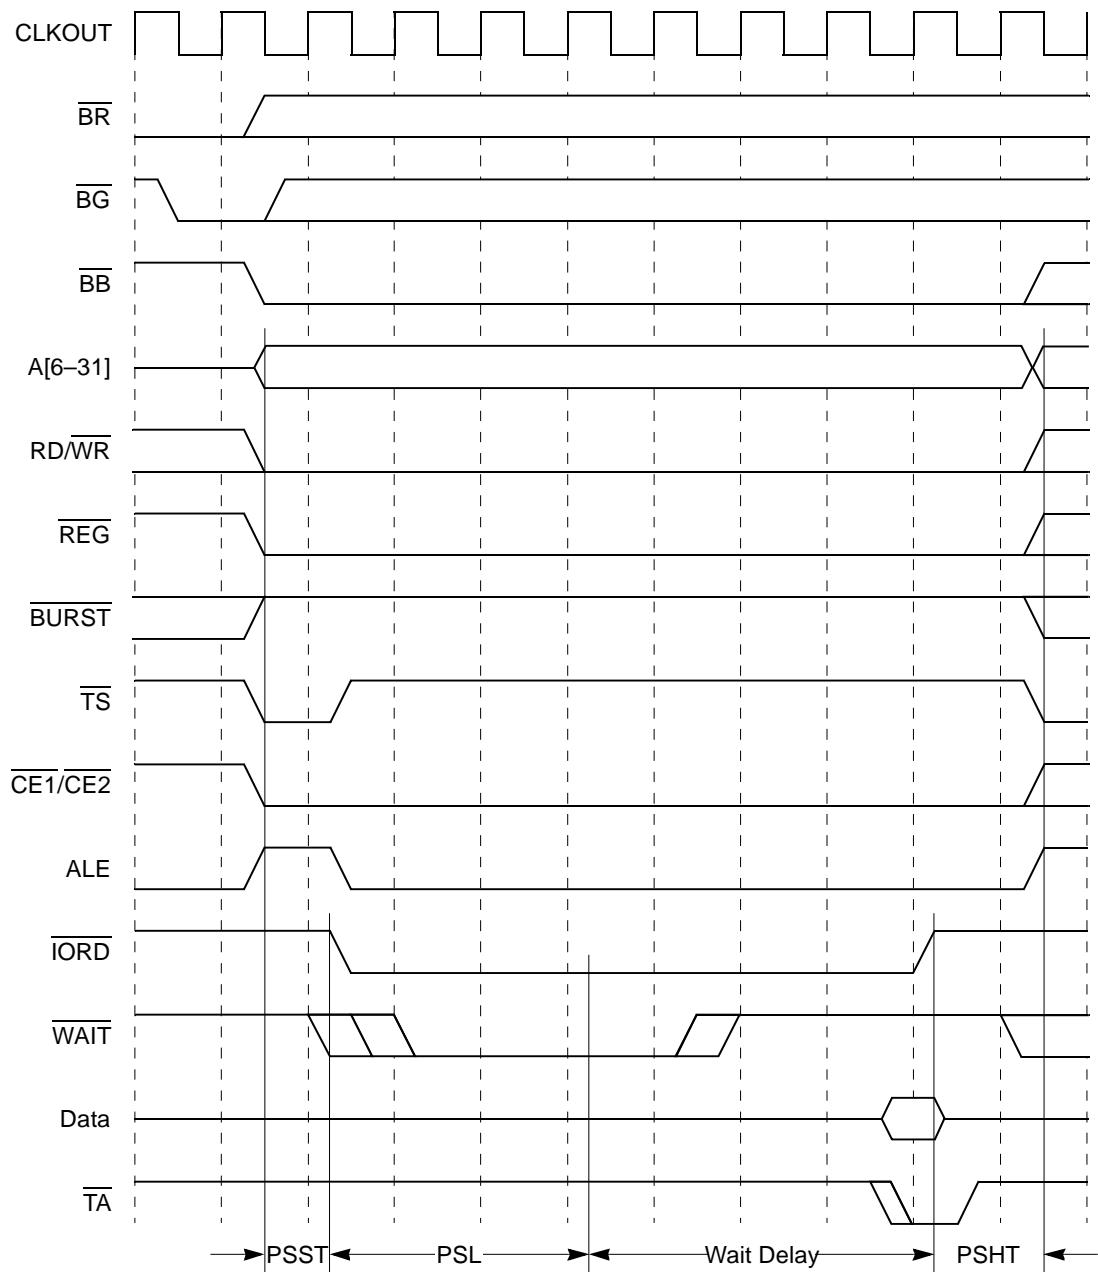 CLKOUT
BR
BG
BB
A[6–31]
RD/WR
REG
BURST
TS
CE1/CE2
ALE
IORD
WAIT
Data
TA
PSST PSL Wait Delay PSHT